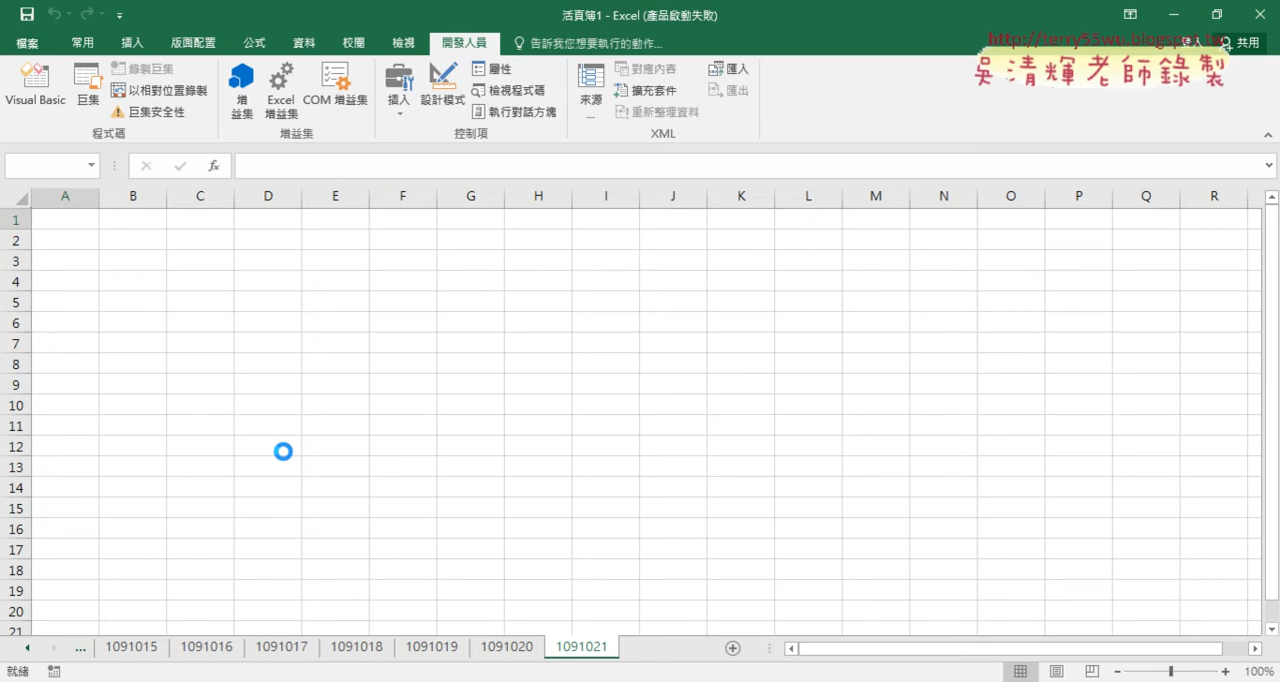 活頁簿1 - Excel (產品啟動失敗)
檔案 常用 插入 版面配置 公式 資料 校閱 檢視 開發人員 告訴我您想要執行的動作... 登入 共用
http://terry55wu.blogspot.tw
吳清輝老師錄製
Visual Basic
巨集
錄製巨集
以相對位置錄製
巨集安全性
程式碼
增益集
Excel 增益集
COM 增益集
增益集
插入
設計模式
屬性
檢視程式碼
執行對話方塊
控制項
來源...
對應內容
擴充套件
重新整理資料
匯入
匯出
XML
fx
A B C D E F G H I J K L M N O P Q R
1
2
3
4
5
6
7
8
9
10
11
12
13
14
15
16
17
18
19
20
21
... 1091015 1091016 1091017 1091018 1091019 1091020 1091021
就緒 100%